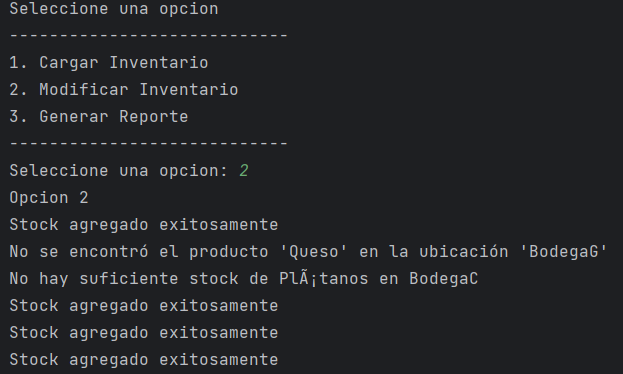 Seleccione una opcion
----------------------------
1. Cargar Inventario
2. Modificar Inventario
3. Generar Reporte
----------------------------
Seleccione una opcion: 2
Opcion 2
Stock agregado exitosamente
No se encontró el producto 'Queso' en la ubicación 'BodegaG'
No hay suficiente stock de PlÃ¡tanos en BodegaC
Stock agregado exitosamente
Stock agregado exitosamente
Stock agregado exitosamente